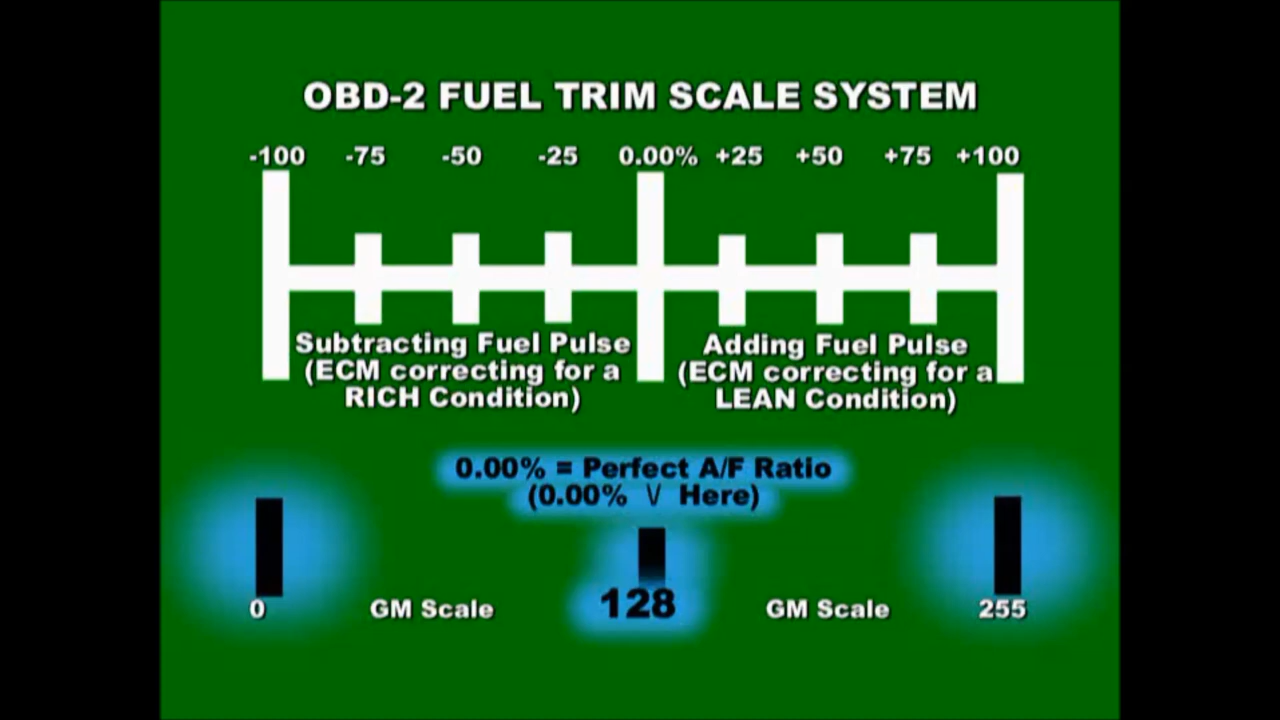 OBD-2 FUEL TRIM SCALE SYSTEM
-100 -75 -50 -25 0.00% +25 +50 +75 +100
Subtracting Fuel Pulse
(ECM correcting for a
RICH Condition)
Adding Fuel Pulse
(ECM correcting for a
LEAN Condition)
0.00% = Perfect A/F Ratio
(0.00% V Here)
0 GM Scale 128 GM Scale 255